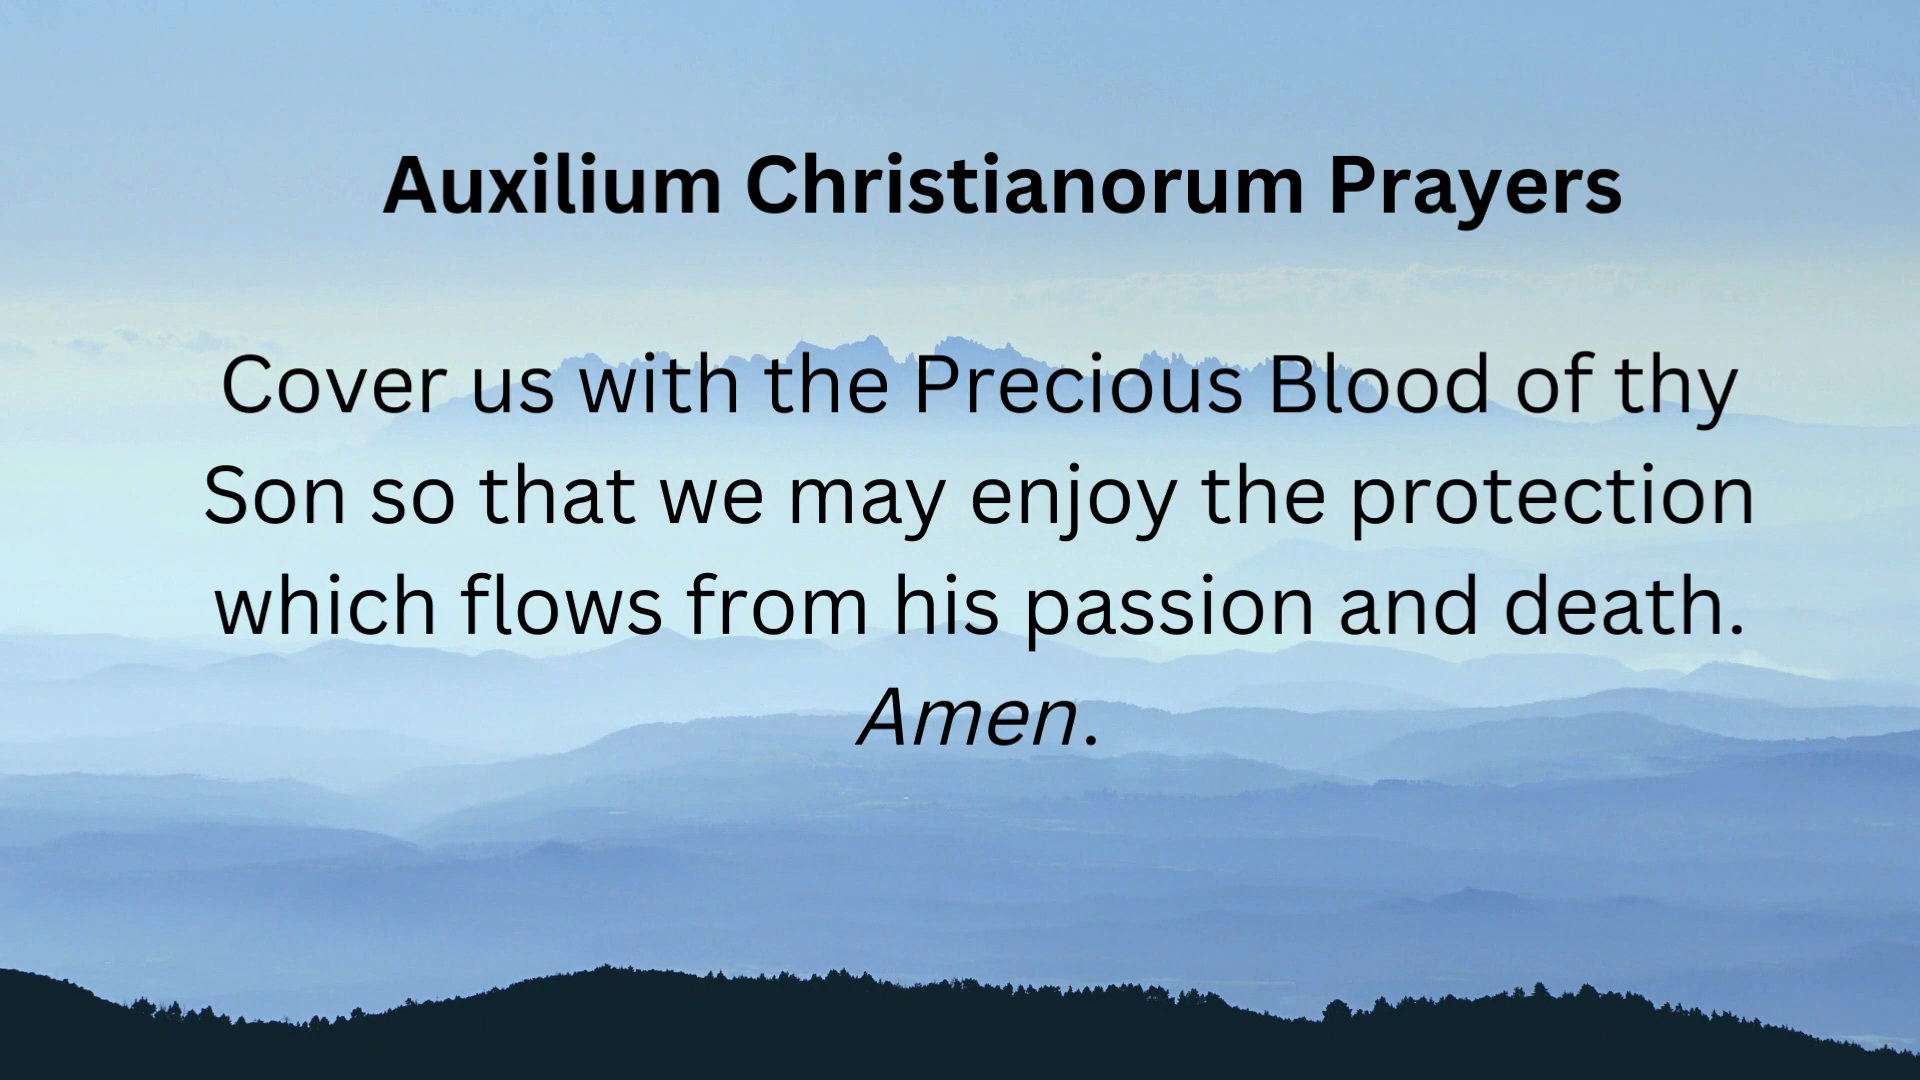 Auxilium Christianorum Prayers
Cover us with the Precious Blood of thy
Son so that we may enjoy the protection
which flows from his passion and death.
Amen.